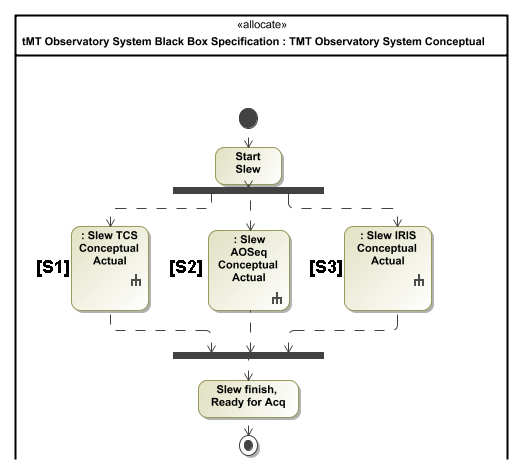 «allocate»
tMT Observatory System Black Box Specification : TMT Observatory System Conceptual
Start
Slew
[S1]
: Slew TCS
Conceptual
Actual
[S2]
: Slew
AOSeq
Conceptual
Actual
[S3]
: Slew IRIS
Conceptual
Actual
Slew finish,
Ready for Acq